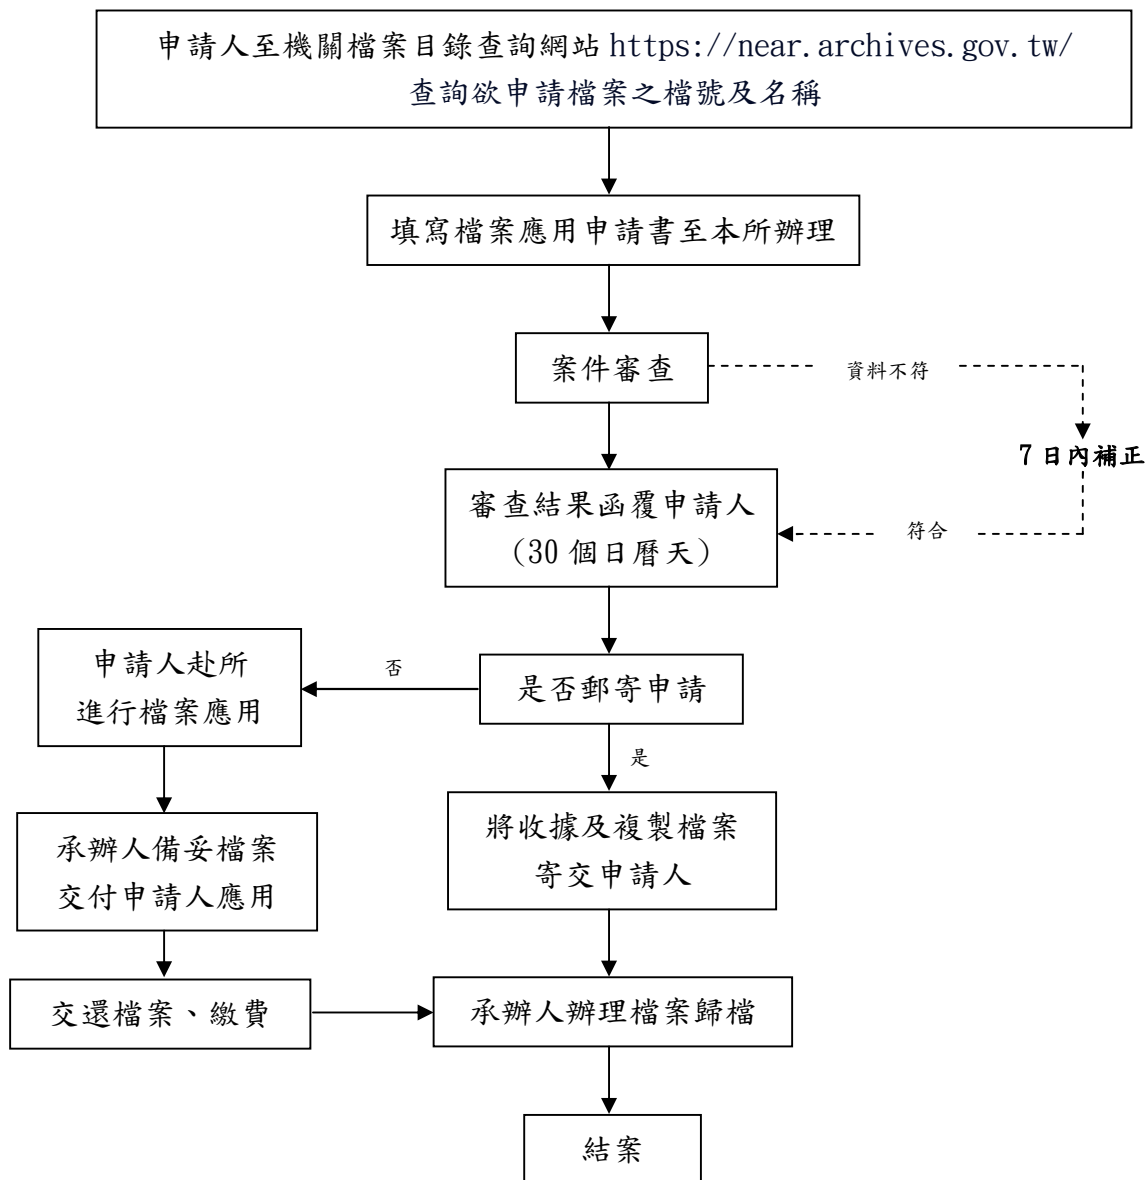 申請人至機關檔案目錄查詢網站 https://near.archives.gov.tw/
查詢欲申請檔案之檔號及名稱
填寫檔案應用申請書至本所辦理
案件審查
資料不符
7 日內補正
審查結果函覆申請人
(30 個日曆天)
符合
申請人赴所
進行檔案應用
否
是否郵寄申請
是
承辦人備妥檔案
交付申請人應用
將收據及複製檔案
寄交申請人
交還檔案、繳費
承辦人辦理檔案歸檔
結案